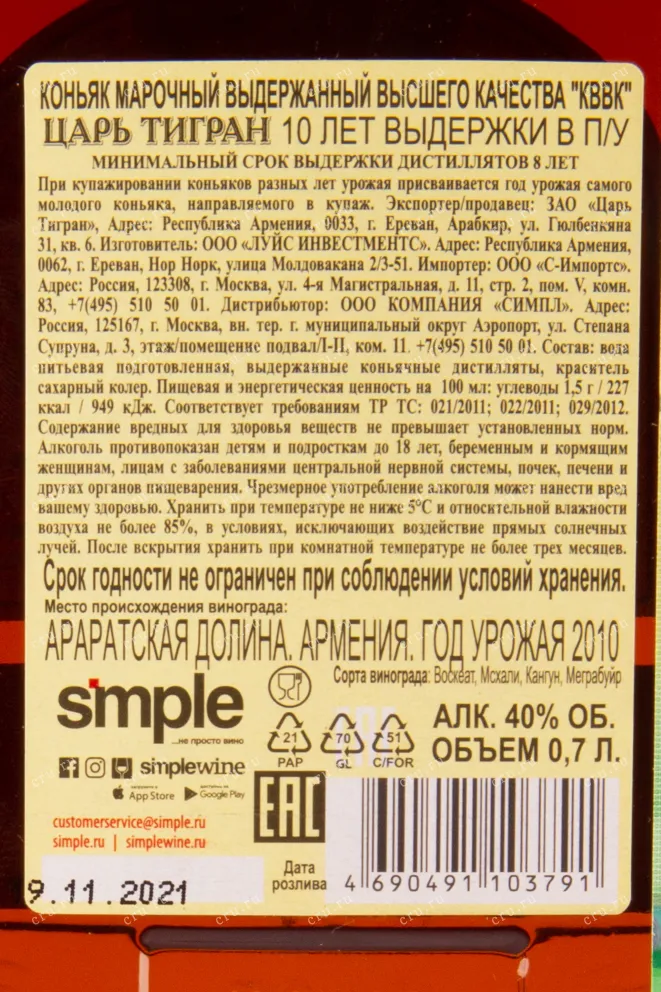 КОНЬЯК МАРОЧНЫЙ ВЫДЕРЖАННЫЙ ВЫСШЕГО КАЧЕСТВА "КВВК"
ЦАРЬ ТИГРАН 10 ЛЕТ ВЫДЕРЖКИ В П/У
МИНИМАЛЬНЫЙ СРОК ВЫДЕРЖКИ ДИСТИЛЛЯТОВ 8 ЛЕТ
При купажировании коньяков разных лет урожая присваивается год урожая самого
молодого коньяка, направляемого в купаж. Экспортер/продавец: ЗАО «Царь
Тигран», Адрес: Республика Армения, 0033, г. Ереван, Арабкир, ул. Гюлбенкяна
31, кв. 6. Изготовитель: ООО «ЛУЙС ИНВЕСТМЕНТС». Адрес: Республика Армения,
0062, г. Ереван, Нор Норк, улица Молдовакана 2/3-51. Импортер: ООО «С-Импортс».
Адрес: Россия, 123308, г. Москва, ул. 4-я Магистральная, д. 11, стр. 2, пом. V, комн.
83, +7(495) 510 50 01. Дистрибьютор: ООО КОМПАНИЯ «СИМПЛ». Адрес:
Россия, 125167, г. Москва, вн. тер. г. муниципальный округ Аэропорт, ул. Степана
Супруна, д. 3, этаж/помещение подвал/I-II, ком. 11. +7(495) 510 50 01. Состав: вода
питьевая подготовленная, выдержанные коньячные дистилляты, краситель
сахарный колер. Пищевая и энергетическая ценность на 100 мл: углеводы 1,5 г / 227
ккал / 949 кДж. Соответствует требованиям ТР ТС: 021/2011; 022/2011; 029/2012.
Содержание вредных для здоровья веществ не превышает установленных норм.
Алкоголь противопоказан детям и подросткам до 18 лет, беременным и кормящим
женщинам, лицам с заболеваниями центральной нервной системы, почек, печени и
других органов пищеварения. Чрезмерное употребление алкоголя может нанести вред
вашему здоровью. Хранить при температуре не ниже 5°С и относительной влажности
воздуха не более 85%, в условиях, исключающих воздействие прямых солнечных
лучей. После вскрытия хранить при комнатной температуре не более трех месяцев.
Срок годности не ограничен при соблюдении условий хранения.
Место происхождения винограда:
АРАРАТСКАЯ ДОЛИНА. АРМЕНИЯ. ГОД УРОЖАЯ 2010
Сорта винограда: Воскеат, Мсхали, Кангун, Меграбуйр
simple
...не просто вино
21 70 51
PAP GL C/FOR
АЛК. 40% ОБ.
ОБЪЕМ 0,7 Л.
simplewine
App Store Google Play
EAC
customerservice@simple.ru
simple.ru | simplewine.ru
Дата
розлива
9.11.2021
4 690491 103791